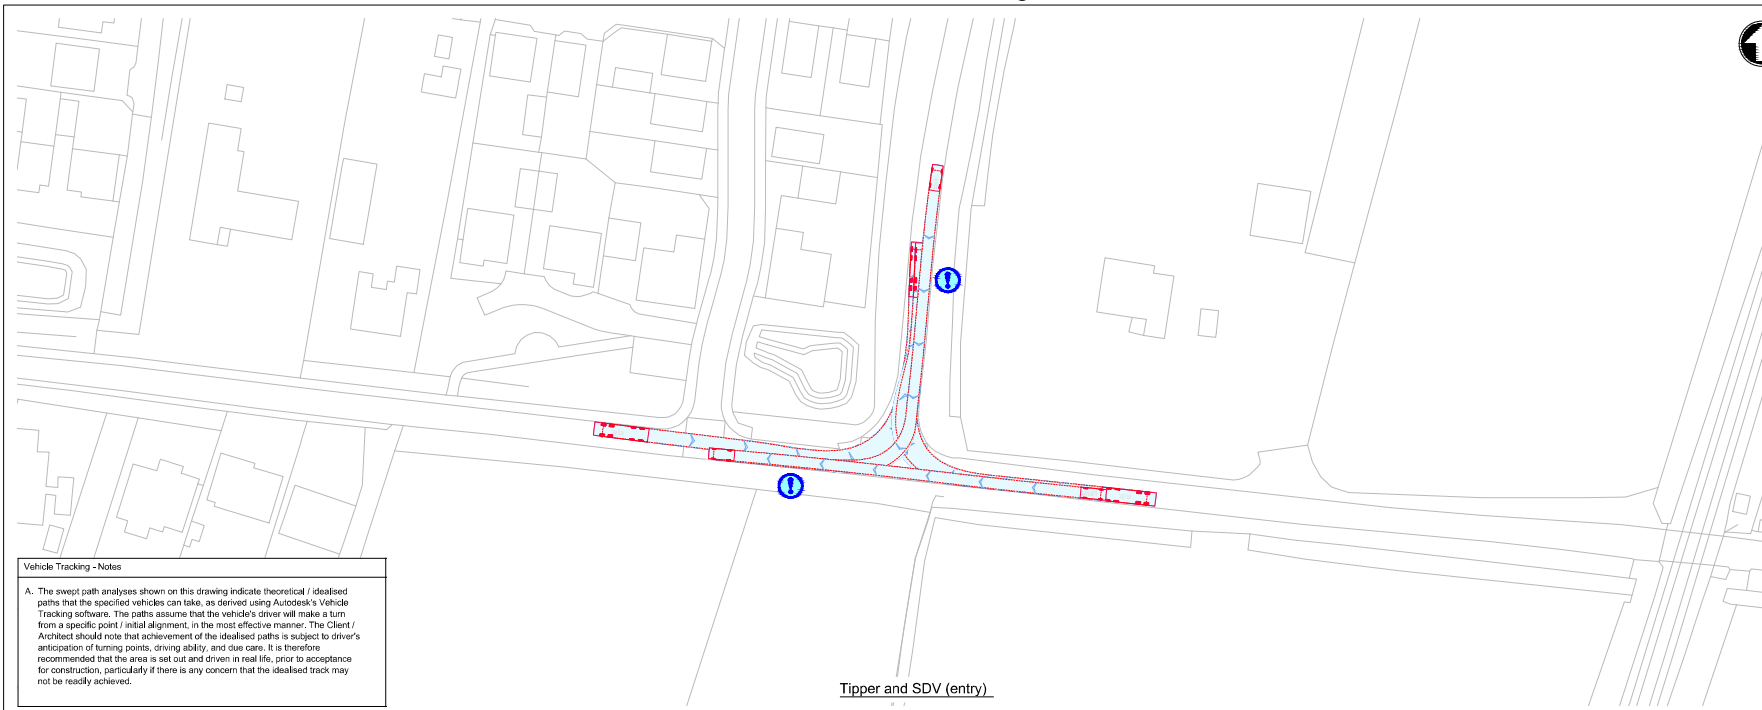 Vehicle Tracking - Notes
A. The swept path analyses shown on this drawing indicate theoretical / idealised
paths that the specified vehicles can take, as derived using Autodesk's Vehicle
Tracking software. The paths assume that the vehicle's driver will make a turn
from a specific point / initial alignment, in the most effective manner. The Client /
Architect should note that achievement of the idealised paths is subject to driver's
anticipation of turning points, driving ability, and due care. It is therefore
recommended that the area is set out and driven in real life, prior to acceptance
for construction, particularly if there is any concern that the idealised track may
not be readily achieved.
Tipper and SDV (entry)